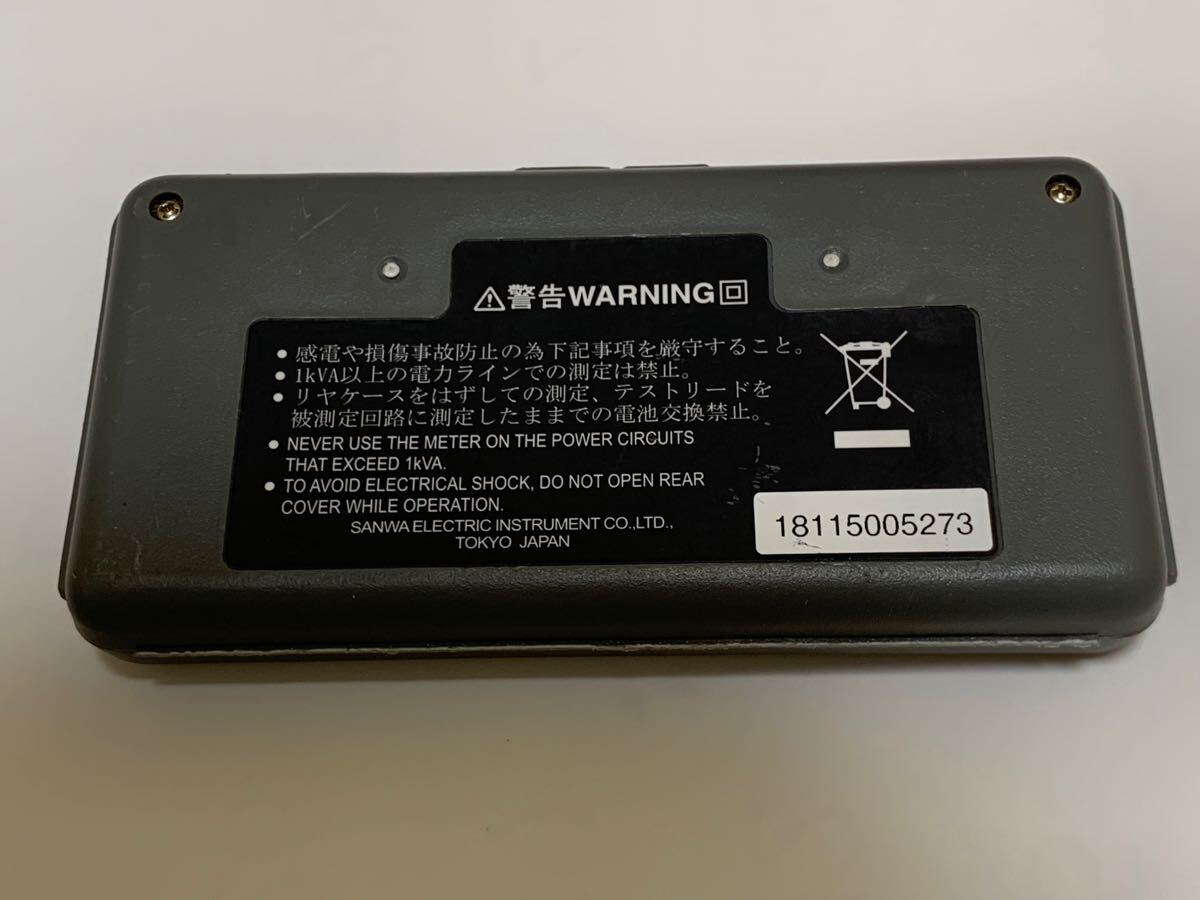 ⚠警告WARNING
• 感電や損傷事故防止の為下記事項を厳守すること。
• 1kVA以上の電力ラインでの測定は禁止。
• リヤケースをはずしての測定、テストリードを
被測定回路に測定したままでの電池交換禁止。
• NEVER USE THE METER ON THE POWER CIRCUITS
THAT EXCEED 1kVA.
• TO AVOID ELECTRICAL SHOCK, DO NOT OPEN REAR
COVER WHILE OPERATION.
SANWA ELECTRIC INSTRUMENT CO.,LTD.,
TOKYO JAPAN
18115005273